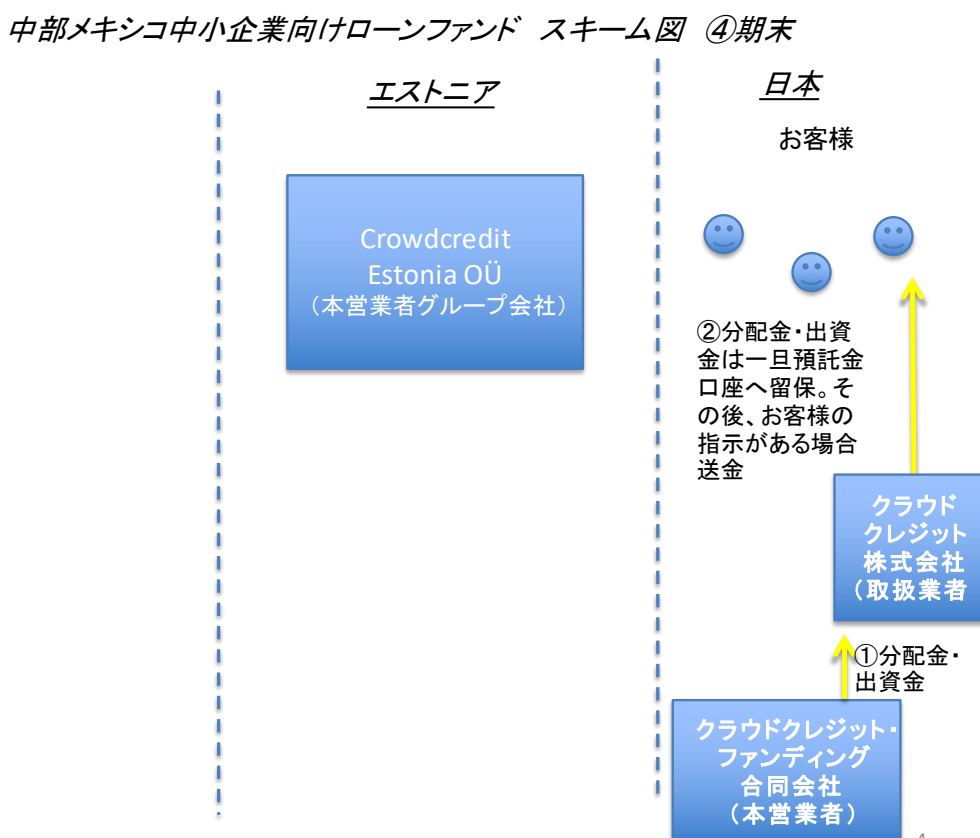 中部メキシコ中小企業向けローンファンド スキーム図 ④期末
エストニア
日本
お客様
Crowdcredit
Estonia OÜ
（本営業者グループ会社）
②分配金・出資
金は一旦預託金
口座へ留保。そ
の後、お客様の
指示がある場合
送金
クラウド
クレジット
株式会社
（取扱業者
①分配金・
出資金
クラウドクレジット・
ファンディング
合同会社
（本営業者）